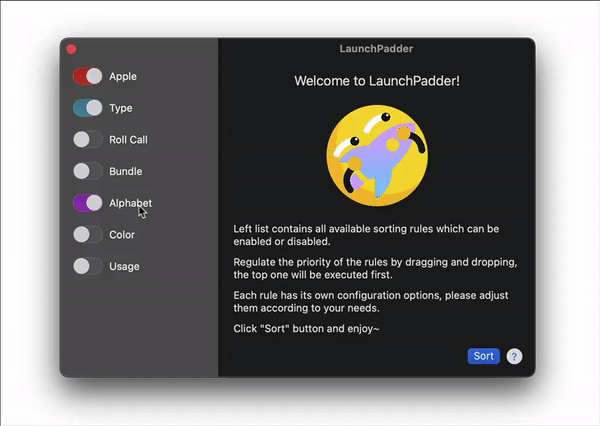 LaunchPadder
Apple
Type
Roll Call
Bundle
Alphabet
Color
Usage
Welcome to LaunchPadder!
Left list contains all available sorting rules which can be
enabled or disabled.
Regulate the priority of the rules by dragging and dropping,
the top one will be executed first.
Each rule has its own configuration options, please adjust
them according to your needs.
Click "Sort" button and enjoy~
Sort
?